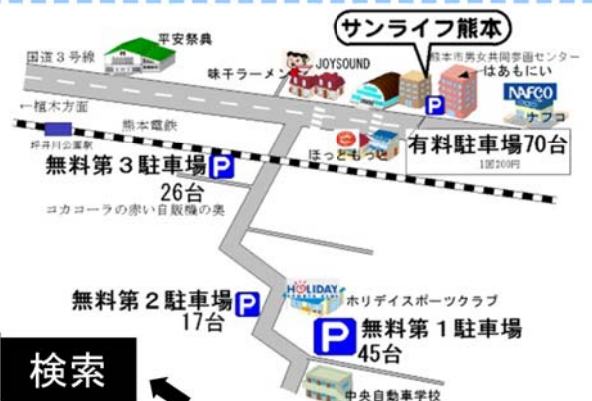 サンライフ熊本
平安祭典
国道3号線
JOYSOUND
味千ラーメン
熊本市男女共同参画センター
はあもにい
NAFCO
ナフコ
P
←植木方面
熊本電鉄
坪井川公園駅
ほっともっと
有料駐車場70台
1回200円
無料第3駐車場 P
26台
コカコーラの赤い自販機の奥
HOLIDAY
SPORTS CLUB
ホリデイスポーツクラブ
無料第2駐車場 P
17台
P 無料第1駐車場
45台
検索
中央自動車学校